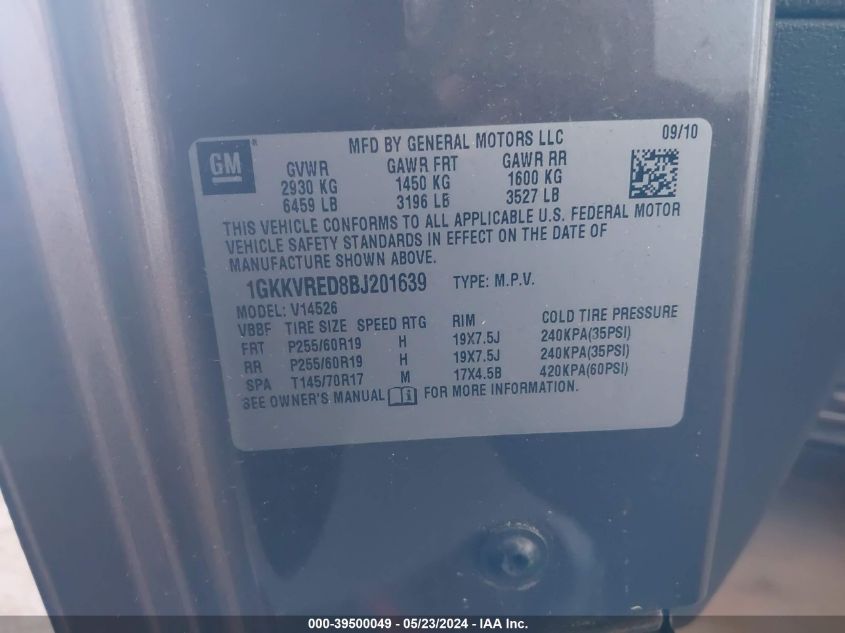 GM
MFD BY GENERAL MOTORS LLC 09/10
GVWR GAWR FRT GAWR RR
2930 KG 1450 KG 1600 KG
6459 LB 3196 LB 3527 LB
THIS VEHICLE CONFORMS TO ALL APPLICABLE U.S. FEDERAL MOTOR
VEHICLE SAFETY STANDARDS IN EFFECT ON THE DATE OF
MANUFACTURE SHOWN ABOVE.
1GKKVRED8BJ201639 TYPE: M.P.V.
MODEL: V14526
VBBF TIRE SIZE SPEED RTG RIM COLD TIRE PRESSURE
FRT P255/60R19 H 19X7.5J 240KPA(35PSI)
RR P255/60R19 H 19X7.5J 240KPA(35PSI)
SPA T145/70R17 M 17X4.5B 420KPA(60PSI)
SEE OWNER'S MANUAL FOR MORE INFORMATION.
000-39500049 - 05/23/2024 - IAA Inc.